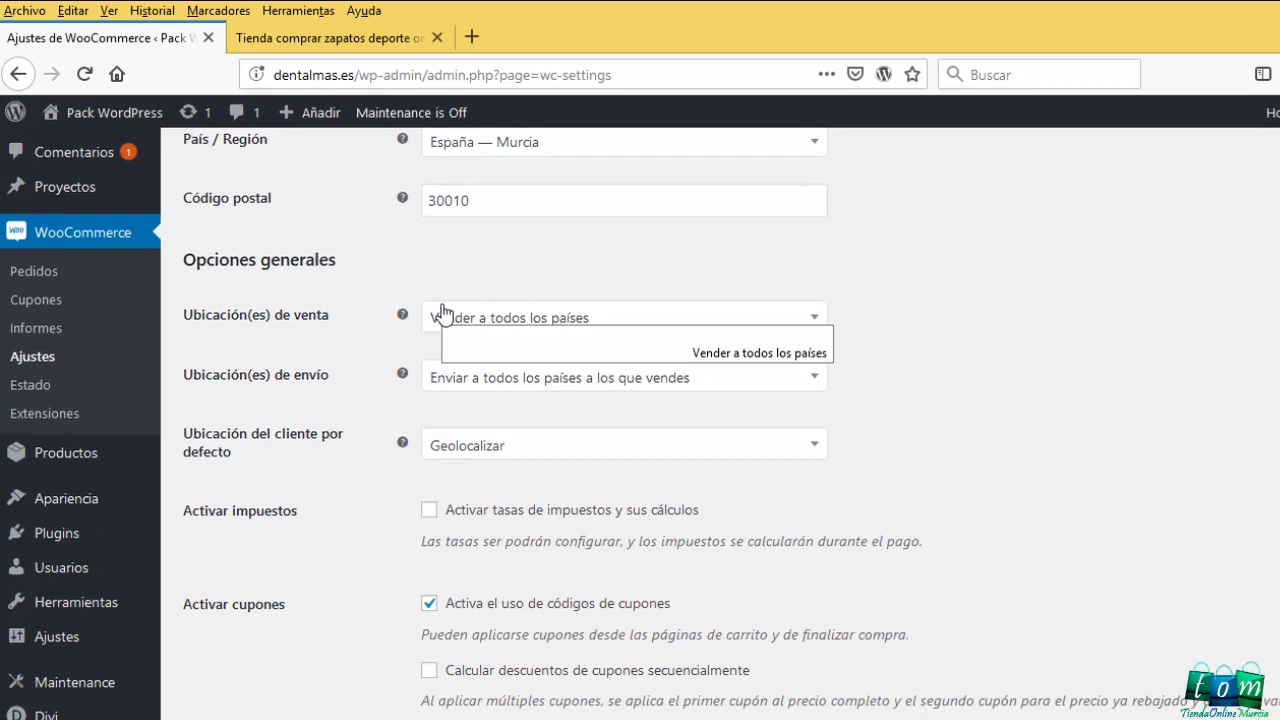 Archivo Editar Ver Historial Marcadores Herramientas Ayuda
Ajustes de WooCommerce ‹ Pack W Tienda comprar zapatos deporte on
dentalmas.es/wp-admin/admin.php?page=wc-settings Buscar
Pack WordPress 1 1 Añadir Maintenance is Off Ho
Comentarios 1
Proyectos
WooCommerce
Pedidos
Cupones
Informes
Ajustes
Estado
Extensiones
Productos
Apariencia
Plugins
Usuarios
Herramientas
Ajustes
Maintenance
Divi
País / Región España — Murcia
Código postal 30010
Opciones generales
Ubicación(es) de venta Vender a todos los países
Vender a todos los países
Ubicación(es) de envío Enviar a todos los países a los que vendes
Ubicación del cliente por
defecto Geolocalizar
Activar impuestos Activar tasas de impuestos y sus cálculos
Las tasas ser podrán configurar, y los impuestos se calcularán durante el pago.
Activar cupones Activa el uso de códigos de cupones
Pueden aplicarse cupones desde las páginas de carrito y de finalizar compra.
Calcular descuentos de cupones secuencialmente
Al aplicar múltiples cupones, se aplica el primer cupón al precio completo y el segundo cupón para el precio ya rebajado
tom
TiendaOnlineMurcia